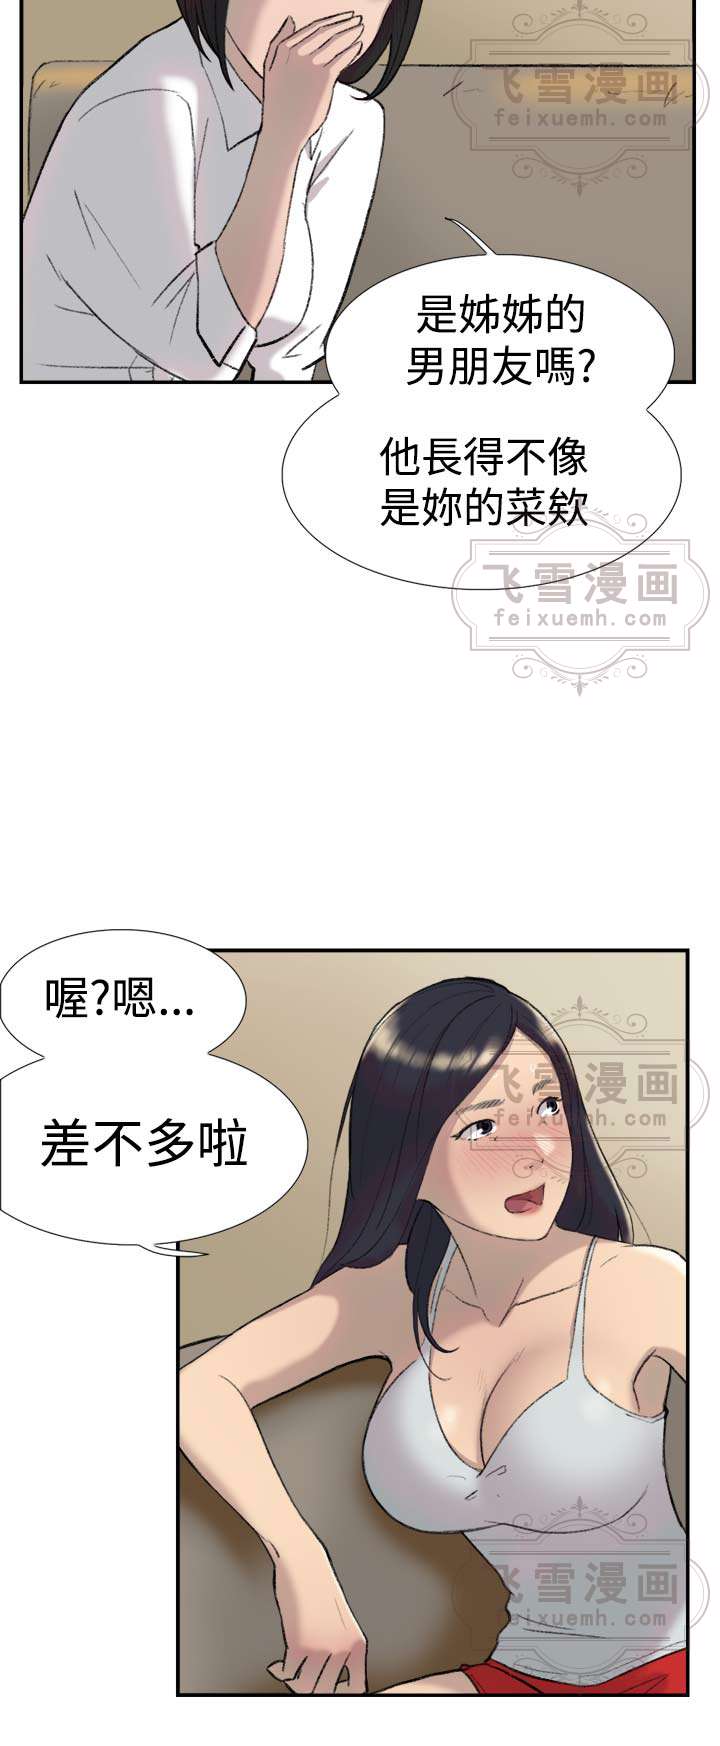 飞雪漫画
feixuemh.com
是姊姊的
男朋友嗎?
他長得不像
是妳的菜欸
飞雪漫画
feixuemh.com
喔?嗯...
差不多啦
飞雪漫画
feixuemh.com
飞雪漫画
feixuemh.com